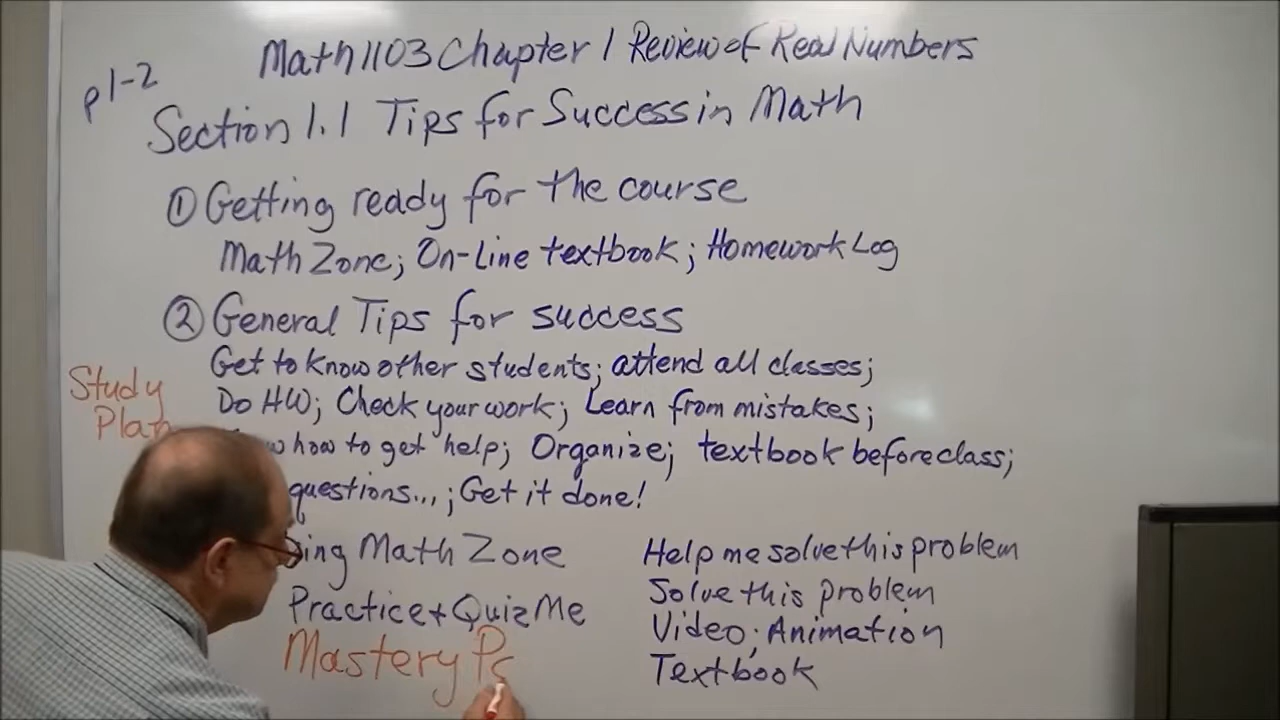 Math 1103 Chapter 1 Review of Real Numbers
p 1-2
Section 1.1 Tips for Success in Math
① Getting ready for the course
Math Zone; On-Line textbook; Homework Log
② General Tips for success
Get to know other students; attend all classes;
Study
Do HW; Check your work; Learn from mistakes;
Plan
how to get help; Organize; textbook before class;
questions...; Get it done!
Math Zone
Help me solve this problem
Practice + Quiz Me
Solve this problem
Video; Animation
Mastery
Textbook